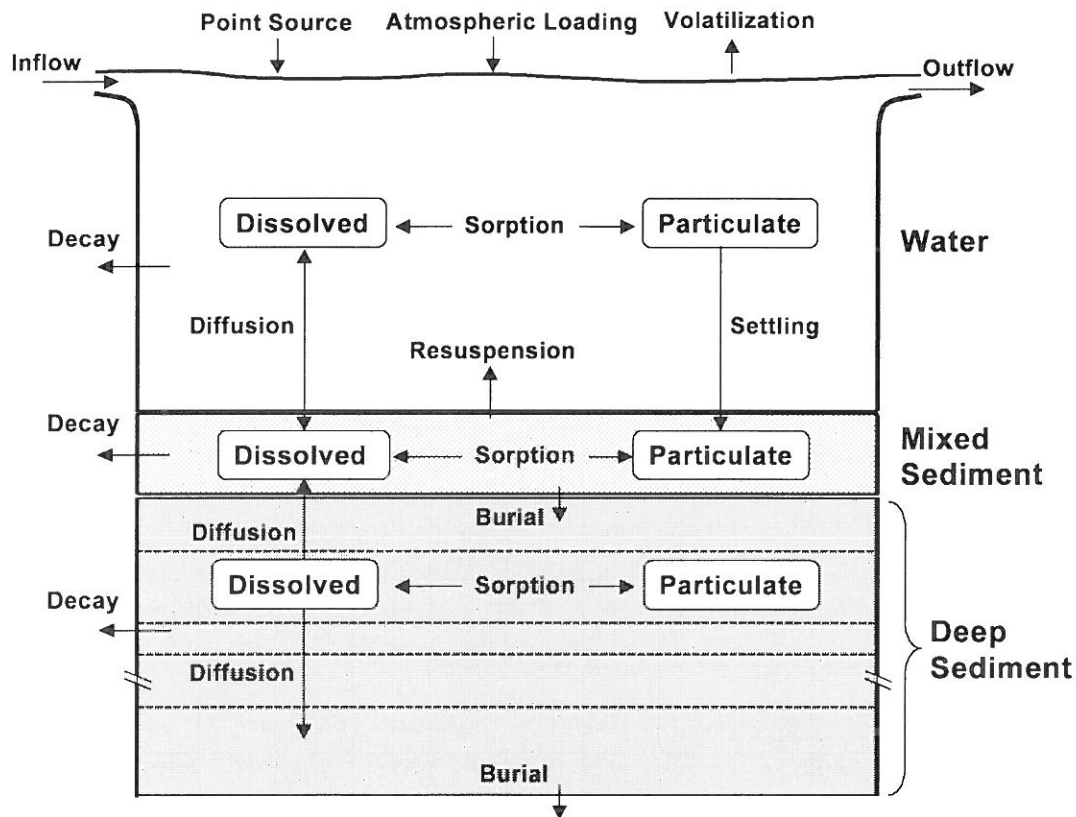 Point Source
Atmospheric Loading
Volatilization
Inflow
Outflow
Dissolved
Sorption
Particulate
Decay
Water
Diffusion
Settling
Resuspension
Decay
Dissolved
Sorption
Particulate
Mixed
Sediment
Burial
Diffusion
Dissolved
Sorption
Particulate
Decay
Deep
Sediment
Diffusion
Burial